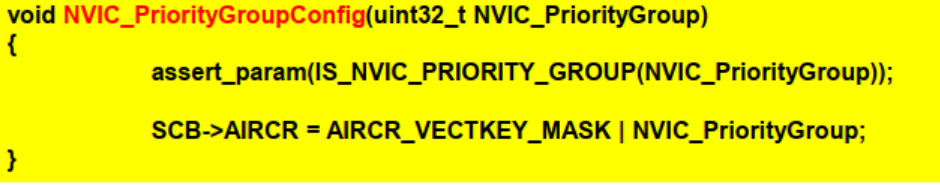 void NVIC_PriorityGroupConfig(uint32_t NVIC_PriorityGroup)
{
assert_param(IS_NVIC_PRIORITY_GROUP(NVIC_PriorityGroup));
SCB->AIRCR = AIRCR_VECTKEY_MASK | NVIC_PriorityGroup;
}